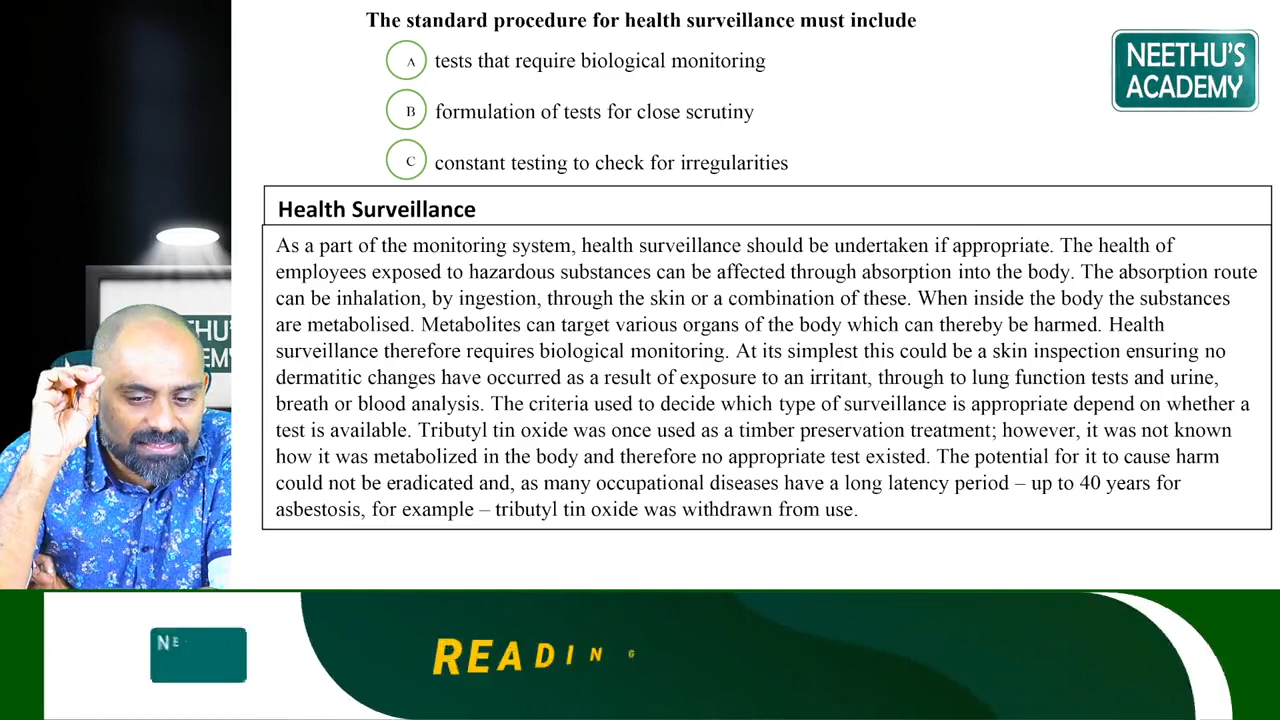 The standard procedure for health surveillance must include
A tests that require biological monitoring
B formulation of tests for close scrutiny
C constant testing to check for irregularities
NEETHU'S
ACADEMY
Health Surveillance
As a part of the monitoring system, health surveillance should be undertaken if appropriate. The health of
employees exposed to hazardous substances can be affected through absorption into the body. The absorption route
can be inhalation, by ingestion, through the skin or a combination of these. When inside the body the substances
are metabolised. Metabolites can target various organs of the body which can thereby be harmed. Health
surveillance therefore requires biological monitoring. At its simplest this could be a skin inspection ensuring no
dermatitic changes have occurred as a result of exposure to an irritant, through to lung function tests and urine,
breath or blood analysis. The criteria used to decide which type of surveillance is appropriate depend on whether a
test is available. Tributyl tin oxide was once used as a timber preservation treatment; however, it was not known
how it was metabolized in the body and therefore no appropriate test existed. The potential for it to cause harm
could not be eradicated and, as many occupational diseases have a long latency period – up to 40 years for
asbestosis, for example – tributyl tin oxide was withdrawn from use.
THU'S
EMY
NE
READING